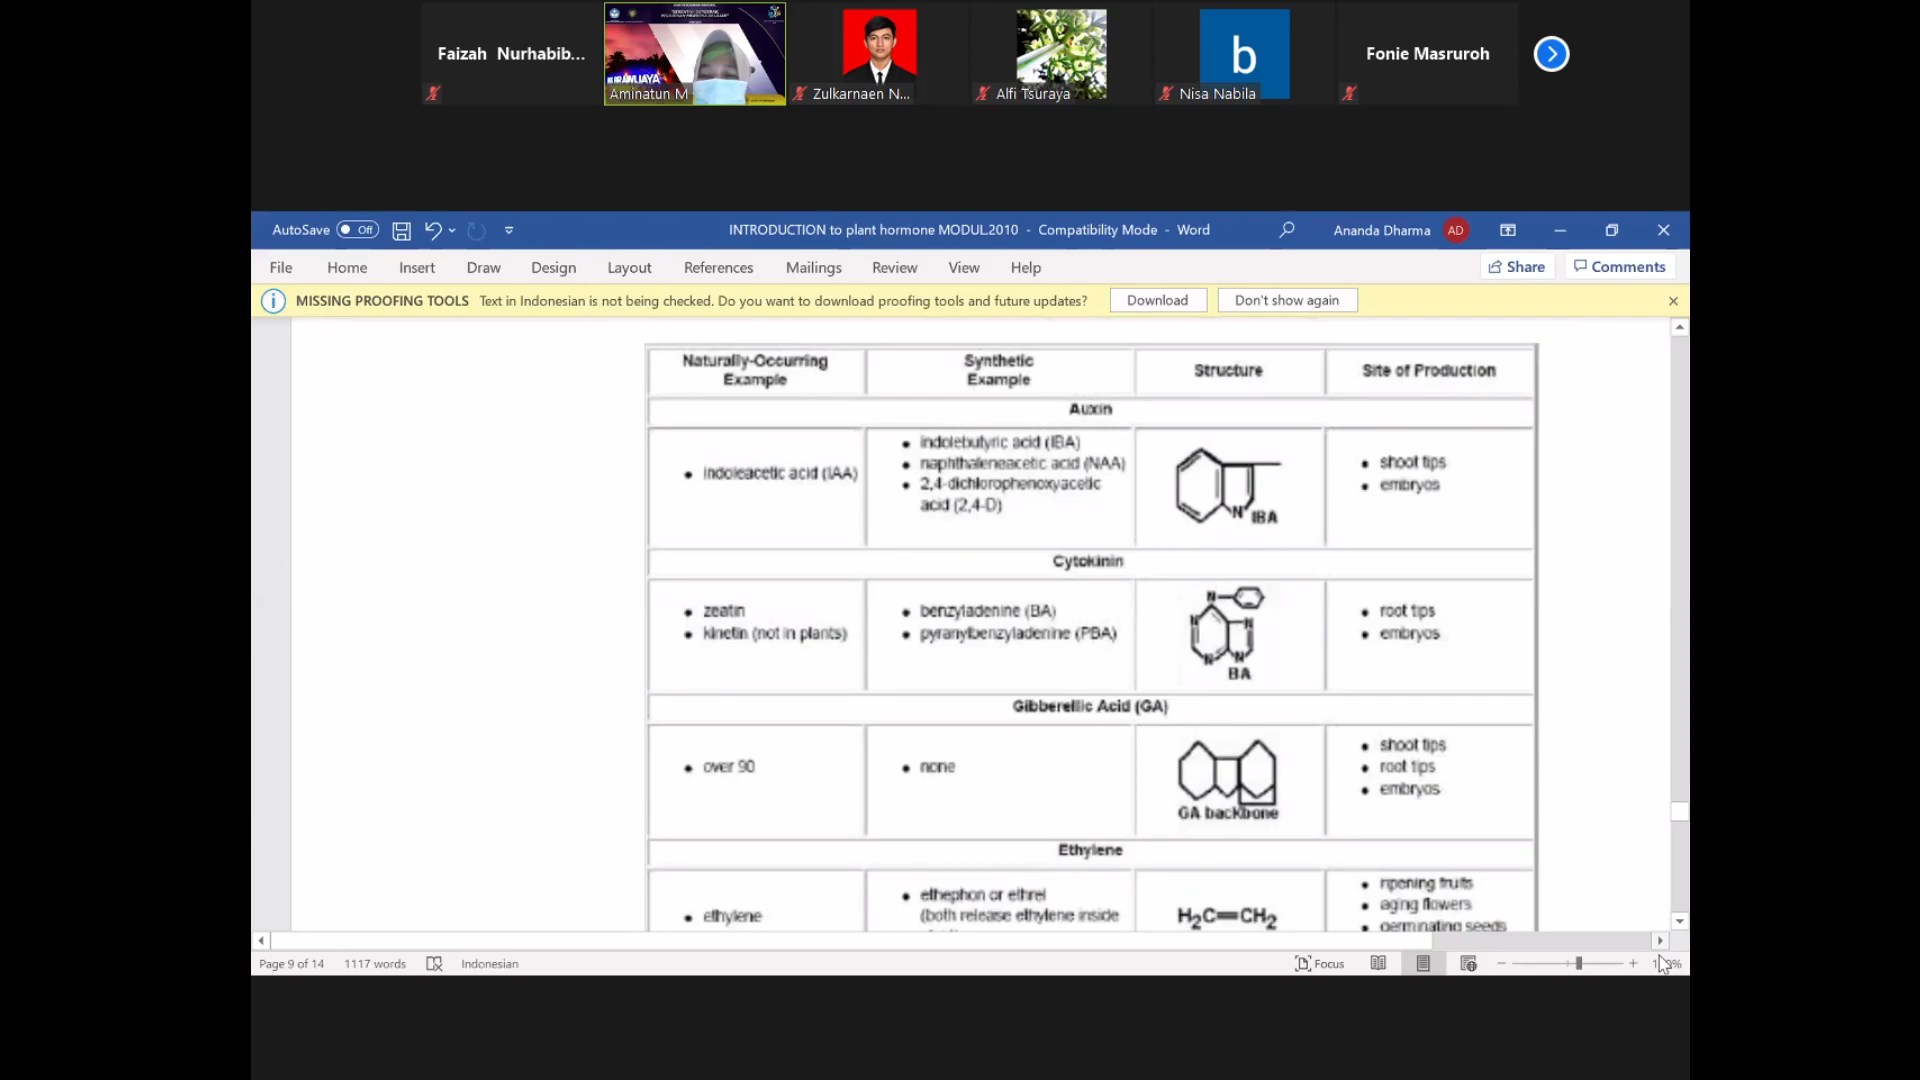 Faizah Nurhabib...
Aminatun M
Zulkarnaen N...
Alfi Tsuraya
b
Nisa Nabila
Fonie Masruroh
AutoSave Off
INTRODUCTION to plant hormone MODUL.2010 - Compatibility Mode - Word
Ananda Dharma AD
File Home Insert Draw Design Layout References Mailings Review View Help
Share Comments
MISSING PROOFING TOOLS Text in Indonesian is not being checked. Do you want to download proofing tools and future updates? Download Don't show again
Naturally-Occurring
Example
Synthetic
Example
Structure
Site of Production
Auxin
• indoleacetic acid (IAA)
• indolebutyric acid (IBA)
• naphthaleneacetic acid (NAA)
• 2,4-dichlorophenoxyacetic
acid (2,4-D)
N
IBA
• shoot tips
• embryos
Cytokinin
• zeatin
• kinetin (not in plants)
• benzyladenine (BA)
• pyranylbenzyladenine (PBA)
N
N N
N N
BA
• root tips
• embryos
Gibberellic Acid (GA)
• over 90
• none
GA backbone
• shoot tips
• root tips
• embryos
Ethylene
• ethylene
• ethephon or ethrel
(both release ethylene inside
H2C=CH2
• ripening fruits
• aging flowers
• germinating seeds
Page 9 of 14 1117 words Indonesian
Focus